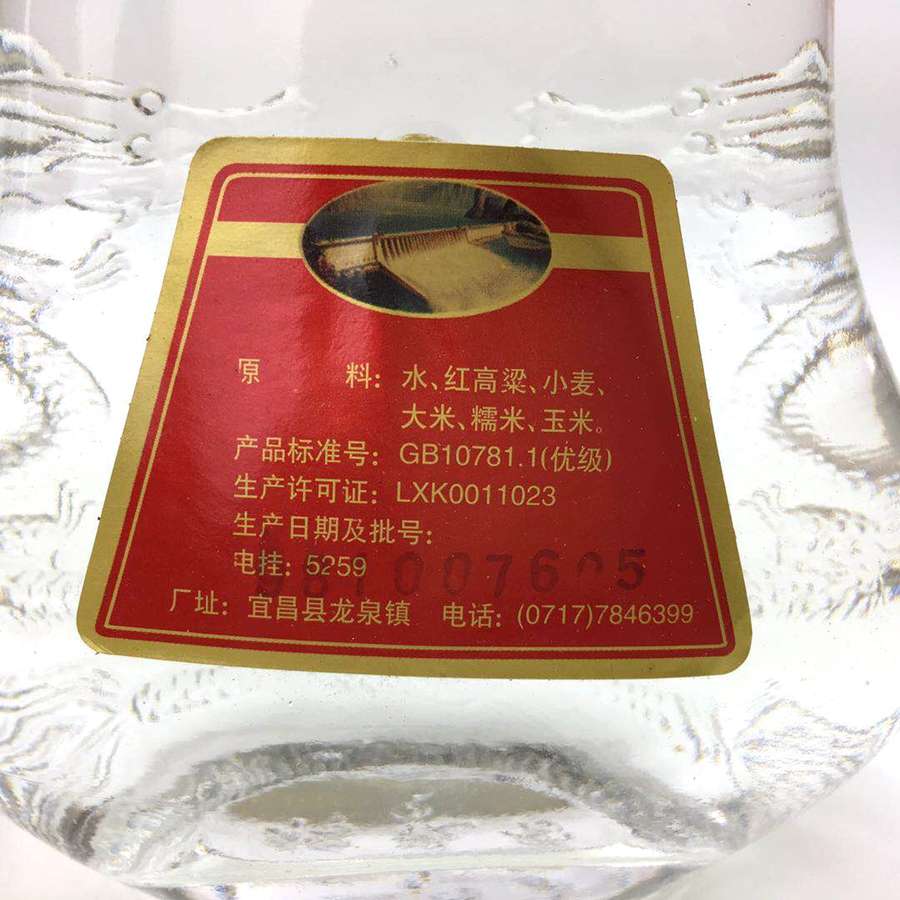 原料：水、红高粱、小麦、
大米、糯米、玉米。
产品标准号：GB10781.1(优级)
生产许可证：LXK0011023
生产日期及批号：
电挂：5259
厂址：宜昌县龙泉镇 电话：(0717)7846399